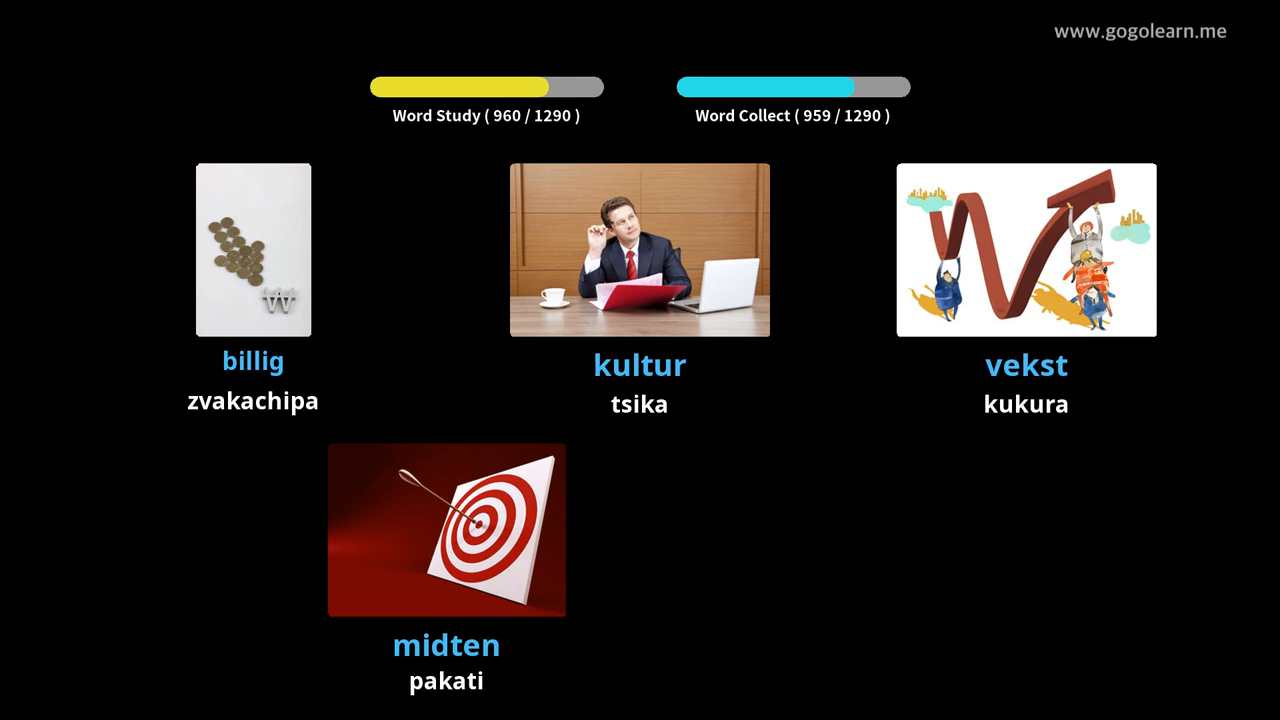 www.gogolearn.me
Word Study ( 960 / 1290 )
Word Collect ( 959 / 1290 )
billig
zvakachipa
kultur
tsika
vekst
kukura
midten
pakati